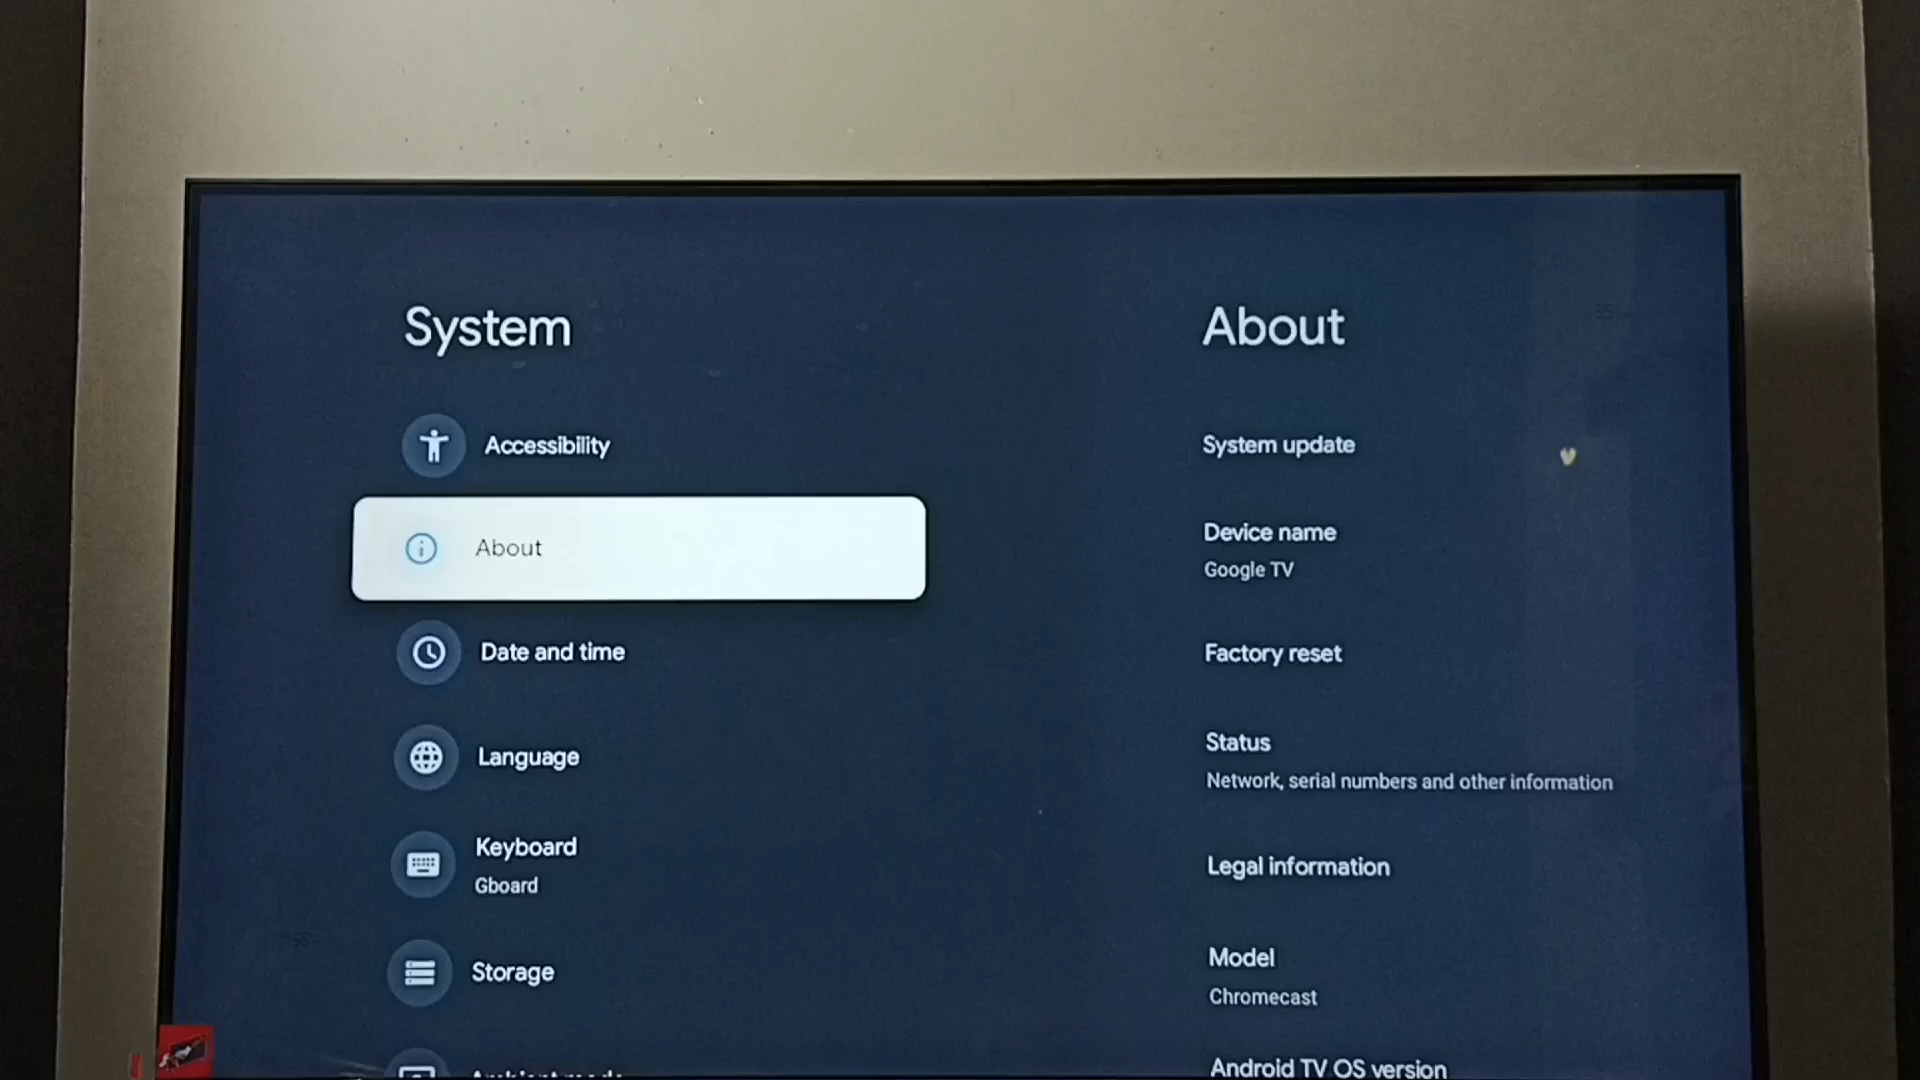 System
Accessibility
About
Date and time
Language
Keyboard
Gboard
Storage
About
System update
Device name
Google TV
Factory reset
Status
Network, serial numbers and other information
Legal information
Model
Chromecast
Android TV OS version